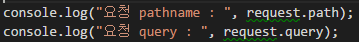 console.log("요청 pathname : ", request.path);
console.log("요청 query : ", request.query);